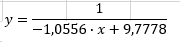 y = 1 / (−1,0556 · x + 9,7778)